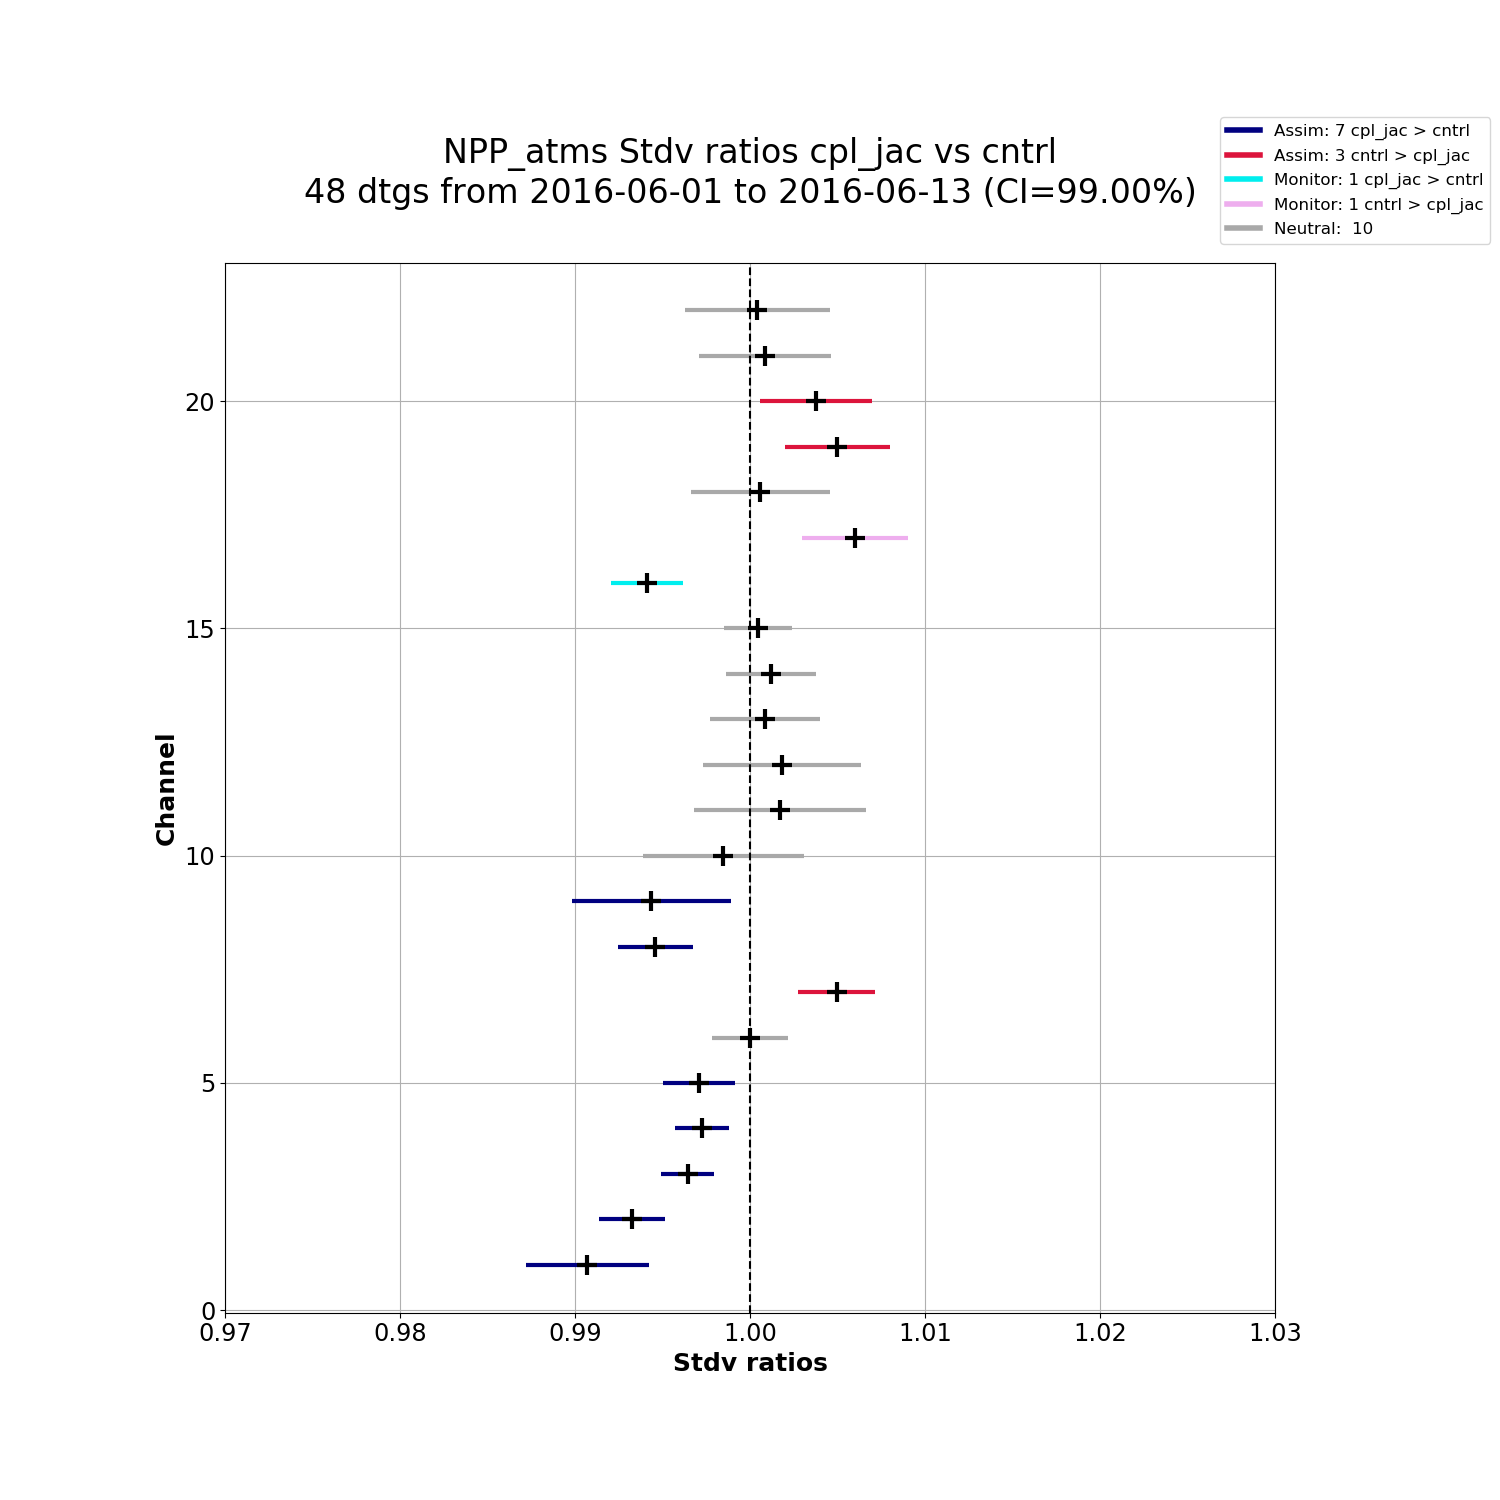 NPP_atms Stdv ratios cpl_jac vs cntrl
48 dtgs from 2016-06-01 to 2016-06-13 (CI=99.00%)
Assim: 7 cpl_jac > cntrl
Assim: 3 cntrl > cpl_jac
Monitor: 1 cpl_jac > cntrl
Monitor: 1 cntrl > cpl_jac
Neutral:  10
20
15
10
5
0
Channel
0.97 0.98 0.99 1.00 1.01 1.02 1.03
Stdv ratios